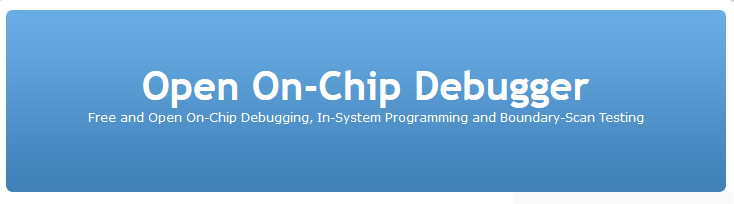 Open On-Chip Debugger
Free and Open On-Chip Debugging, In-System Programming and Boundary-Scan Testing